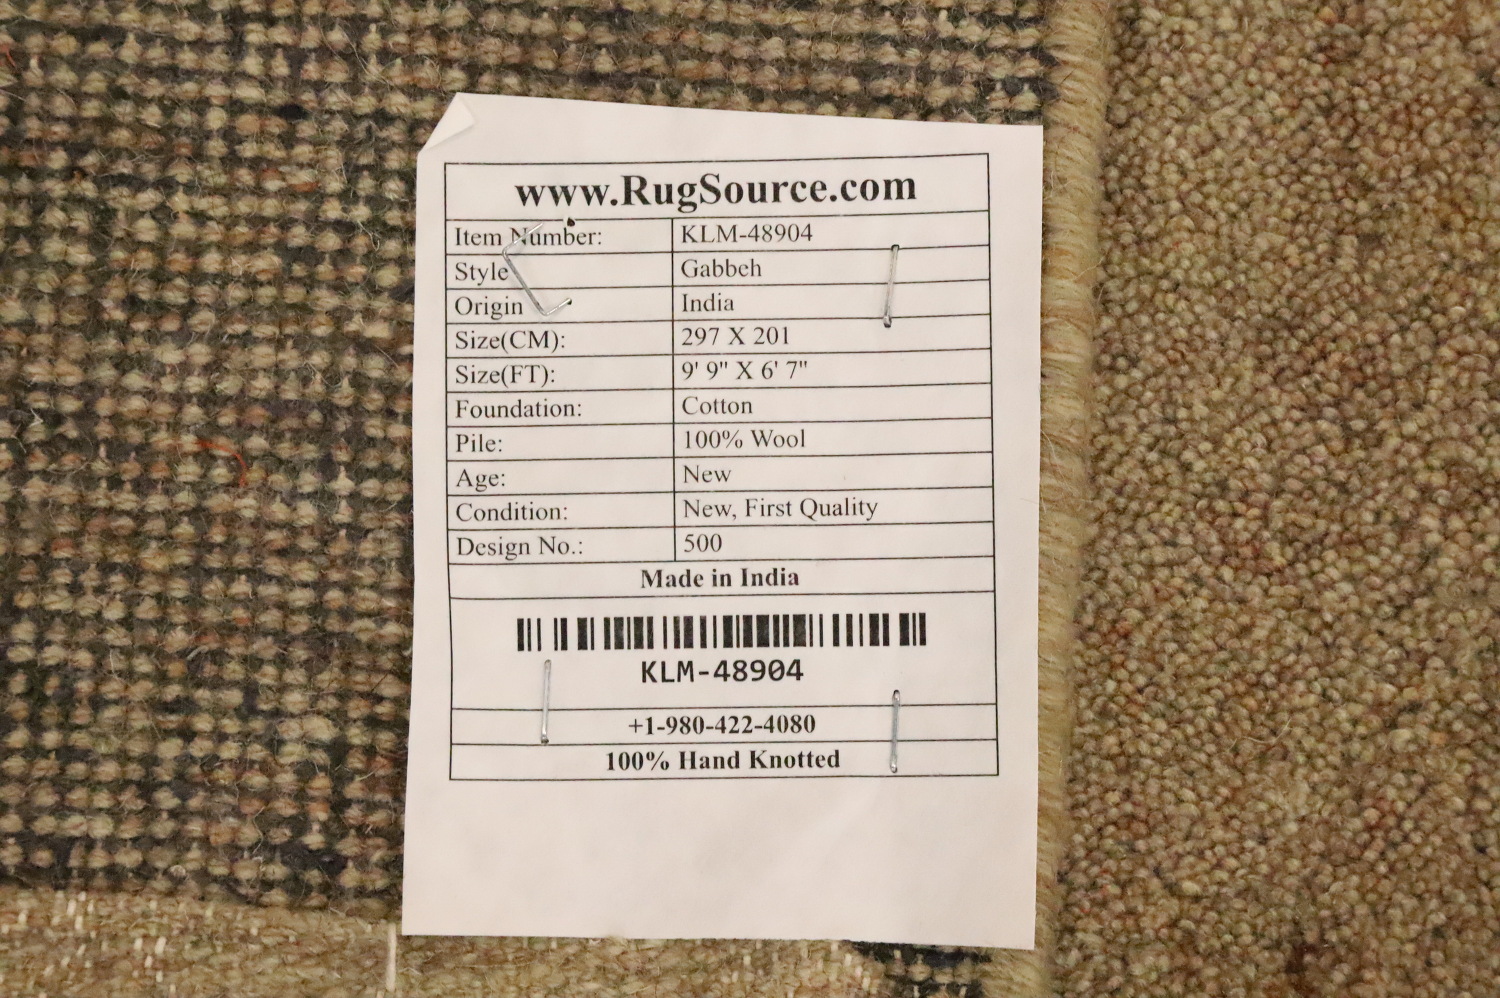 www.RugSource.com
Item Number: KLM-48904
Style Gabbeh
Origin India
Size(CM): 297 X 201
Size(FT): 9' 9" X 6' 7"
Foundation: Cotton
Pile: 100% Wool
Age: New
Condition: New, First Quality
Design No.: 500
Made in India
KLM-48904
+1-980-422-4080
100% Hand Knotted